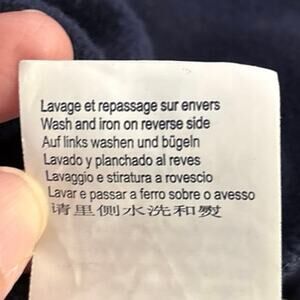 Lavage et repassage sur envers
Wash and iron on reverse side
Auf links washen und bügeln
Lavado y planchado al reves
Lavaggio e stiratura a rovescio
Lavar e passar a ferro sobre o avesso
请里侧水洗和熨